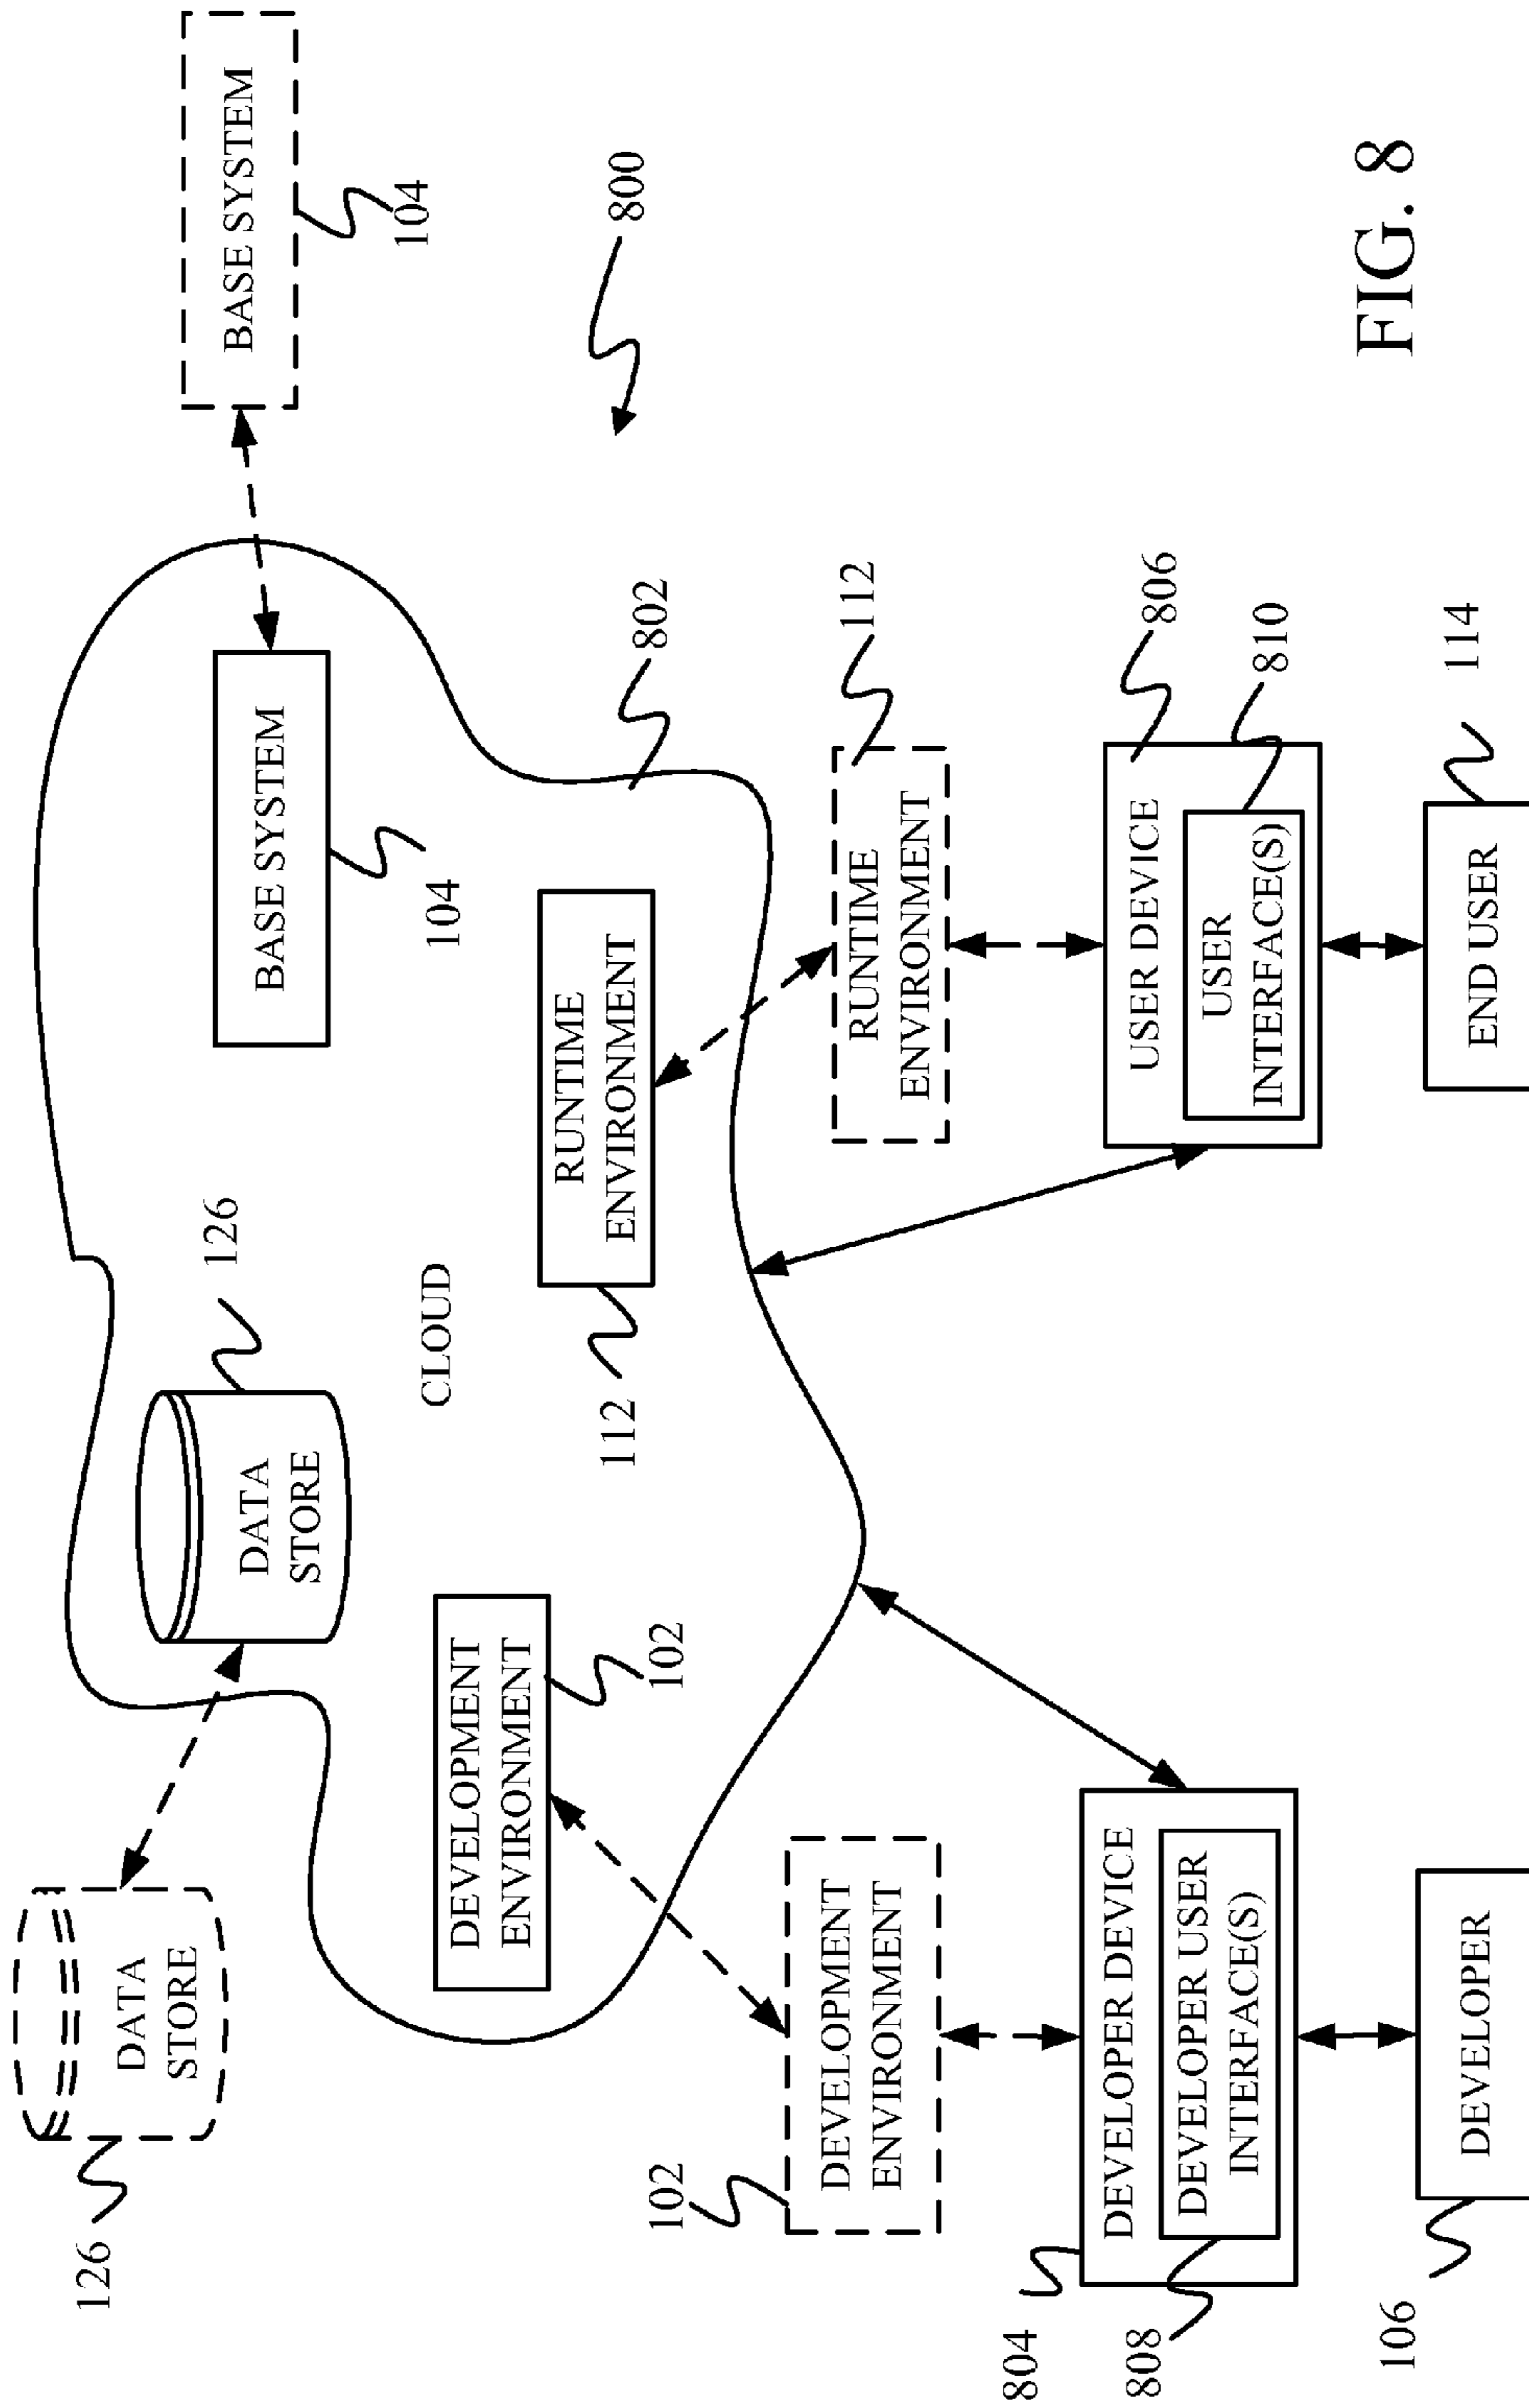 126
DATA
STORE
DATA
STORE
126
BASE SYSTEM
104
BASE SYSTEM
104
CLOUD
DEVELOPMENT
ENVIRONMENT
102
RUNTIME
ENVIRONMENT
112
802
800
102
DEVELOPMENT
ENVIRONMENT
RUNTIME
ENVIRONMENT
112
804
DEVELOPER DEVICE
808
DEVELOPER USER
INTERFACE(S)
USER DEVICE
806
USER
INTERFACE(S)
810
106
DEVELOPER
END USER
114
FIG. 8